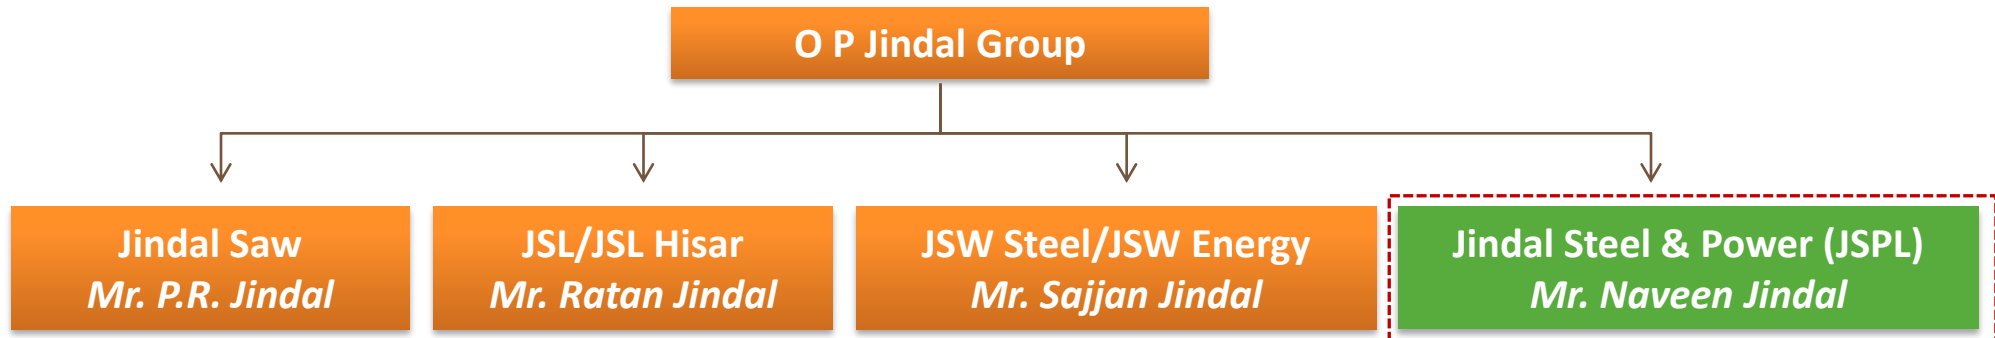 O P Jindal Group
Jindal Saw
Mr. P.R. Jindal
JSL/JSL Hisar
Mr. Ratan Jindal
JSW Steel/JSW Energy
Mr. Sajjan Jindal
Jindal Steel & Power (JSPL)
Mr. Naveen Jindal